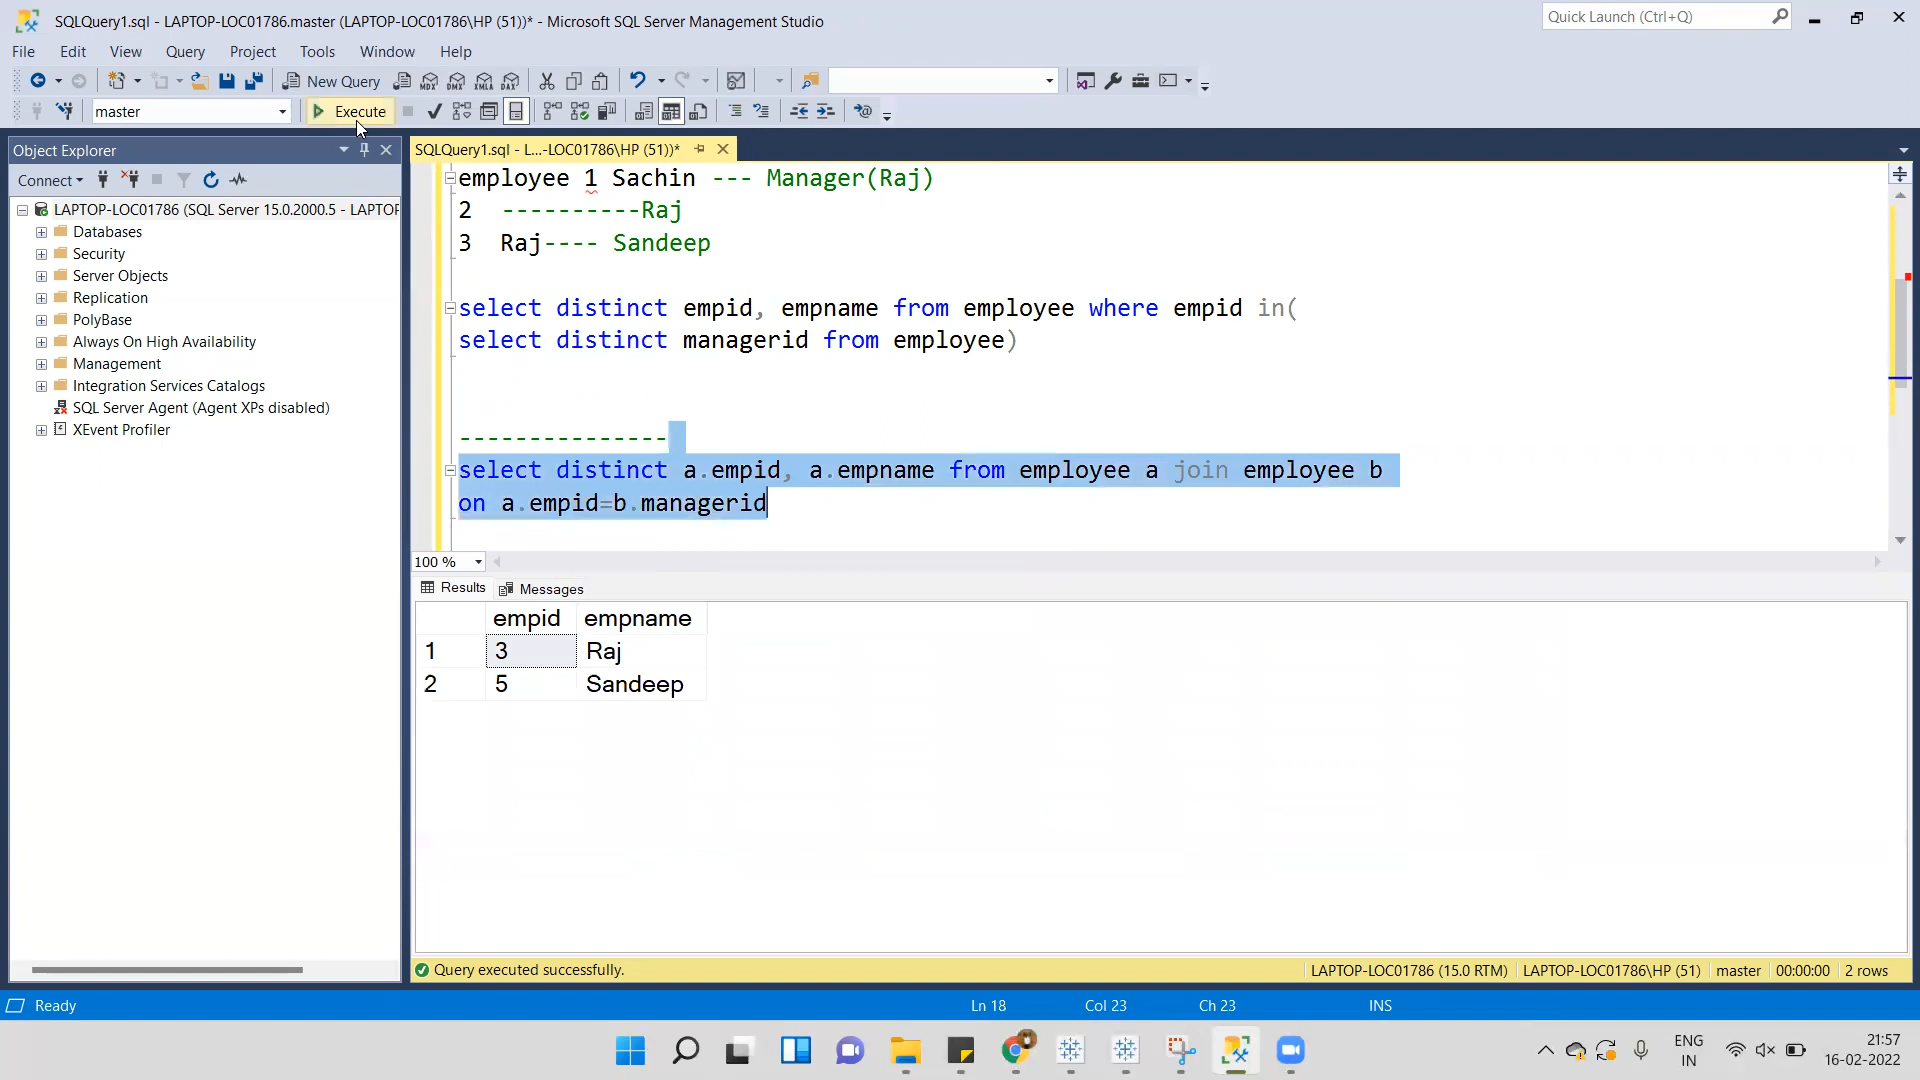 SQLQuery1.sql - LAPTOP-LOC01786.master (LAPTOP-LOC01786\HP (51))* - Microsoft SQL Server Management Studio
Quick Launch (Ctrl+Q)
File Edit View Query Project Tools Window Help
New Query MDX DMX XMLA DAX
master Execute
Object Explorer
SQLQuery1.sql - L...-LOC01786\HP (51))*
Connect
LAPTOP-LOC01786 (SQL Server 15.0.2000.5 - LAPTOP
Databases
Security
Server Objects
Replication
PolyBase
Always On High Availability
Management
Integration Services Catalogs
SQL Server Agent (Agent XPs disabled)
XEvent Profiler
employee 1 Sachin --- Manager(Raj)
2 ----------Raj
3 Raj---- Sandeep
select distinct empid, empname from employee where empid in(
select distinct managerid from employee)
---------------
select distinct a.empid, a.empname from employee a join employee b
on a.empid=b.managerid
100 %
Results Messages
empid empname
1 3 Raj
2 5 Sandeep
Query executed successfully. LAPTOP-LOC01786 (15.0 RTM) LAPTOP-LOC01786\HP (51) master 00:00:00 2 rows
Ready Ln 18 Col 23 Ch 23 INS
ENG
IN
21:57
16-02-2022